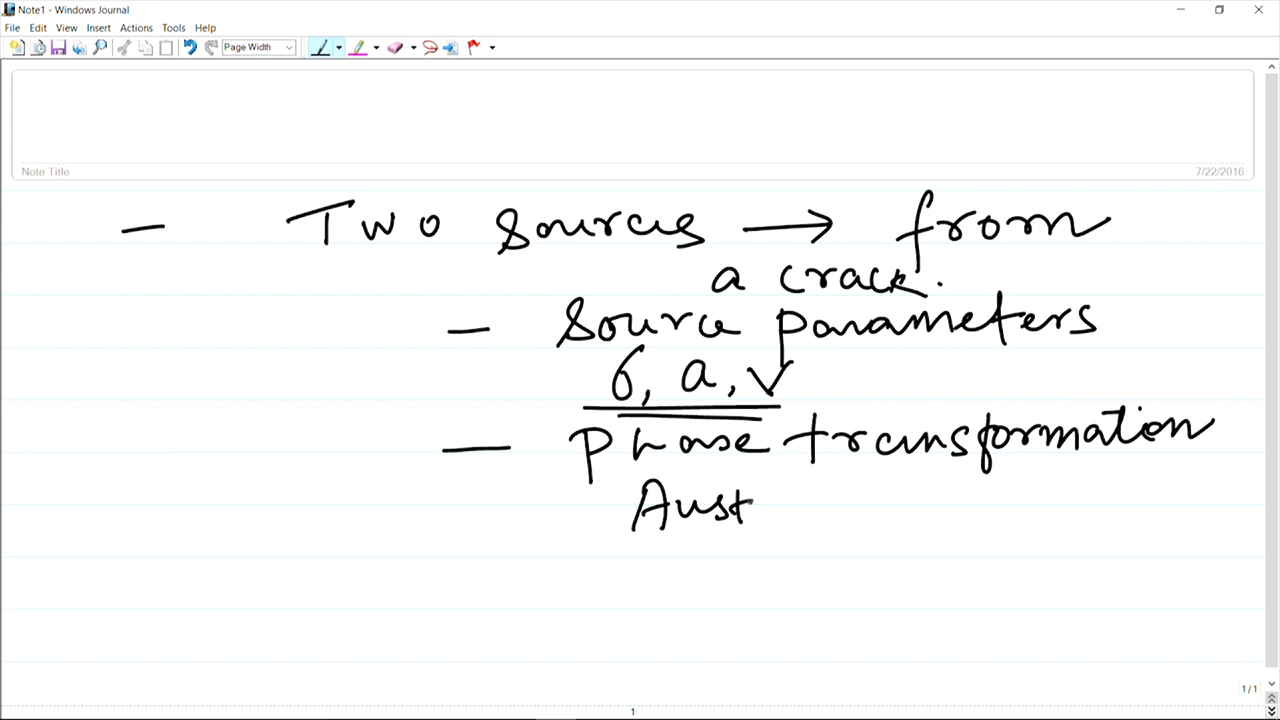 Note1 - Windows Journal
File Edit View Insert Actions Tools Help
Page Width
Note Title 7/22/2016
- Two sources → from
a crack.
- Source parameters
σ, a, V
- Phase transformation
Aust
1/1
1